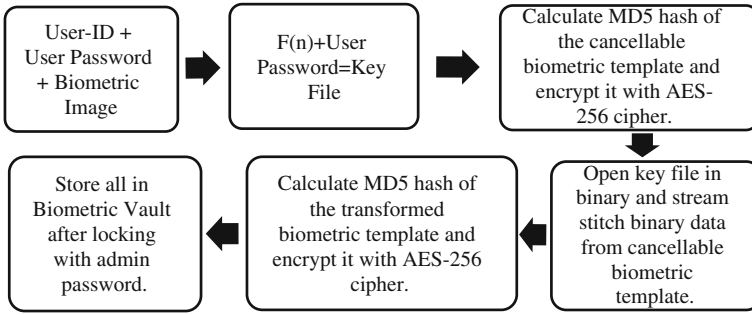 User-ID +
User Password
+ Biometric
Image
F(n)+User
Password=Key
File
Calculate MD5 hash of
the cancellable
biometric template and
encrypt it with AES-
256 cipher.
Open key file in
binary and stream
stitch binary data
from cancellable
biometric
template.
Calculate MD5 hash of
the transformed
biometric template and
encrypt it with AES-256
cipher.
Store all in
Biometric Vault
after locking
with admin
password.